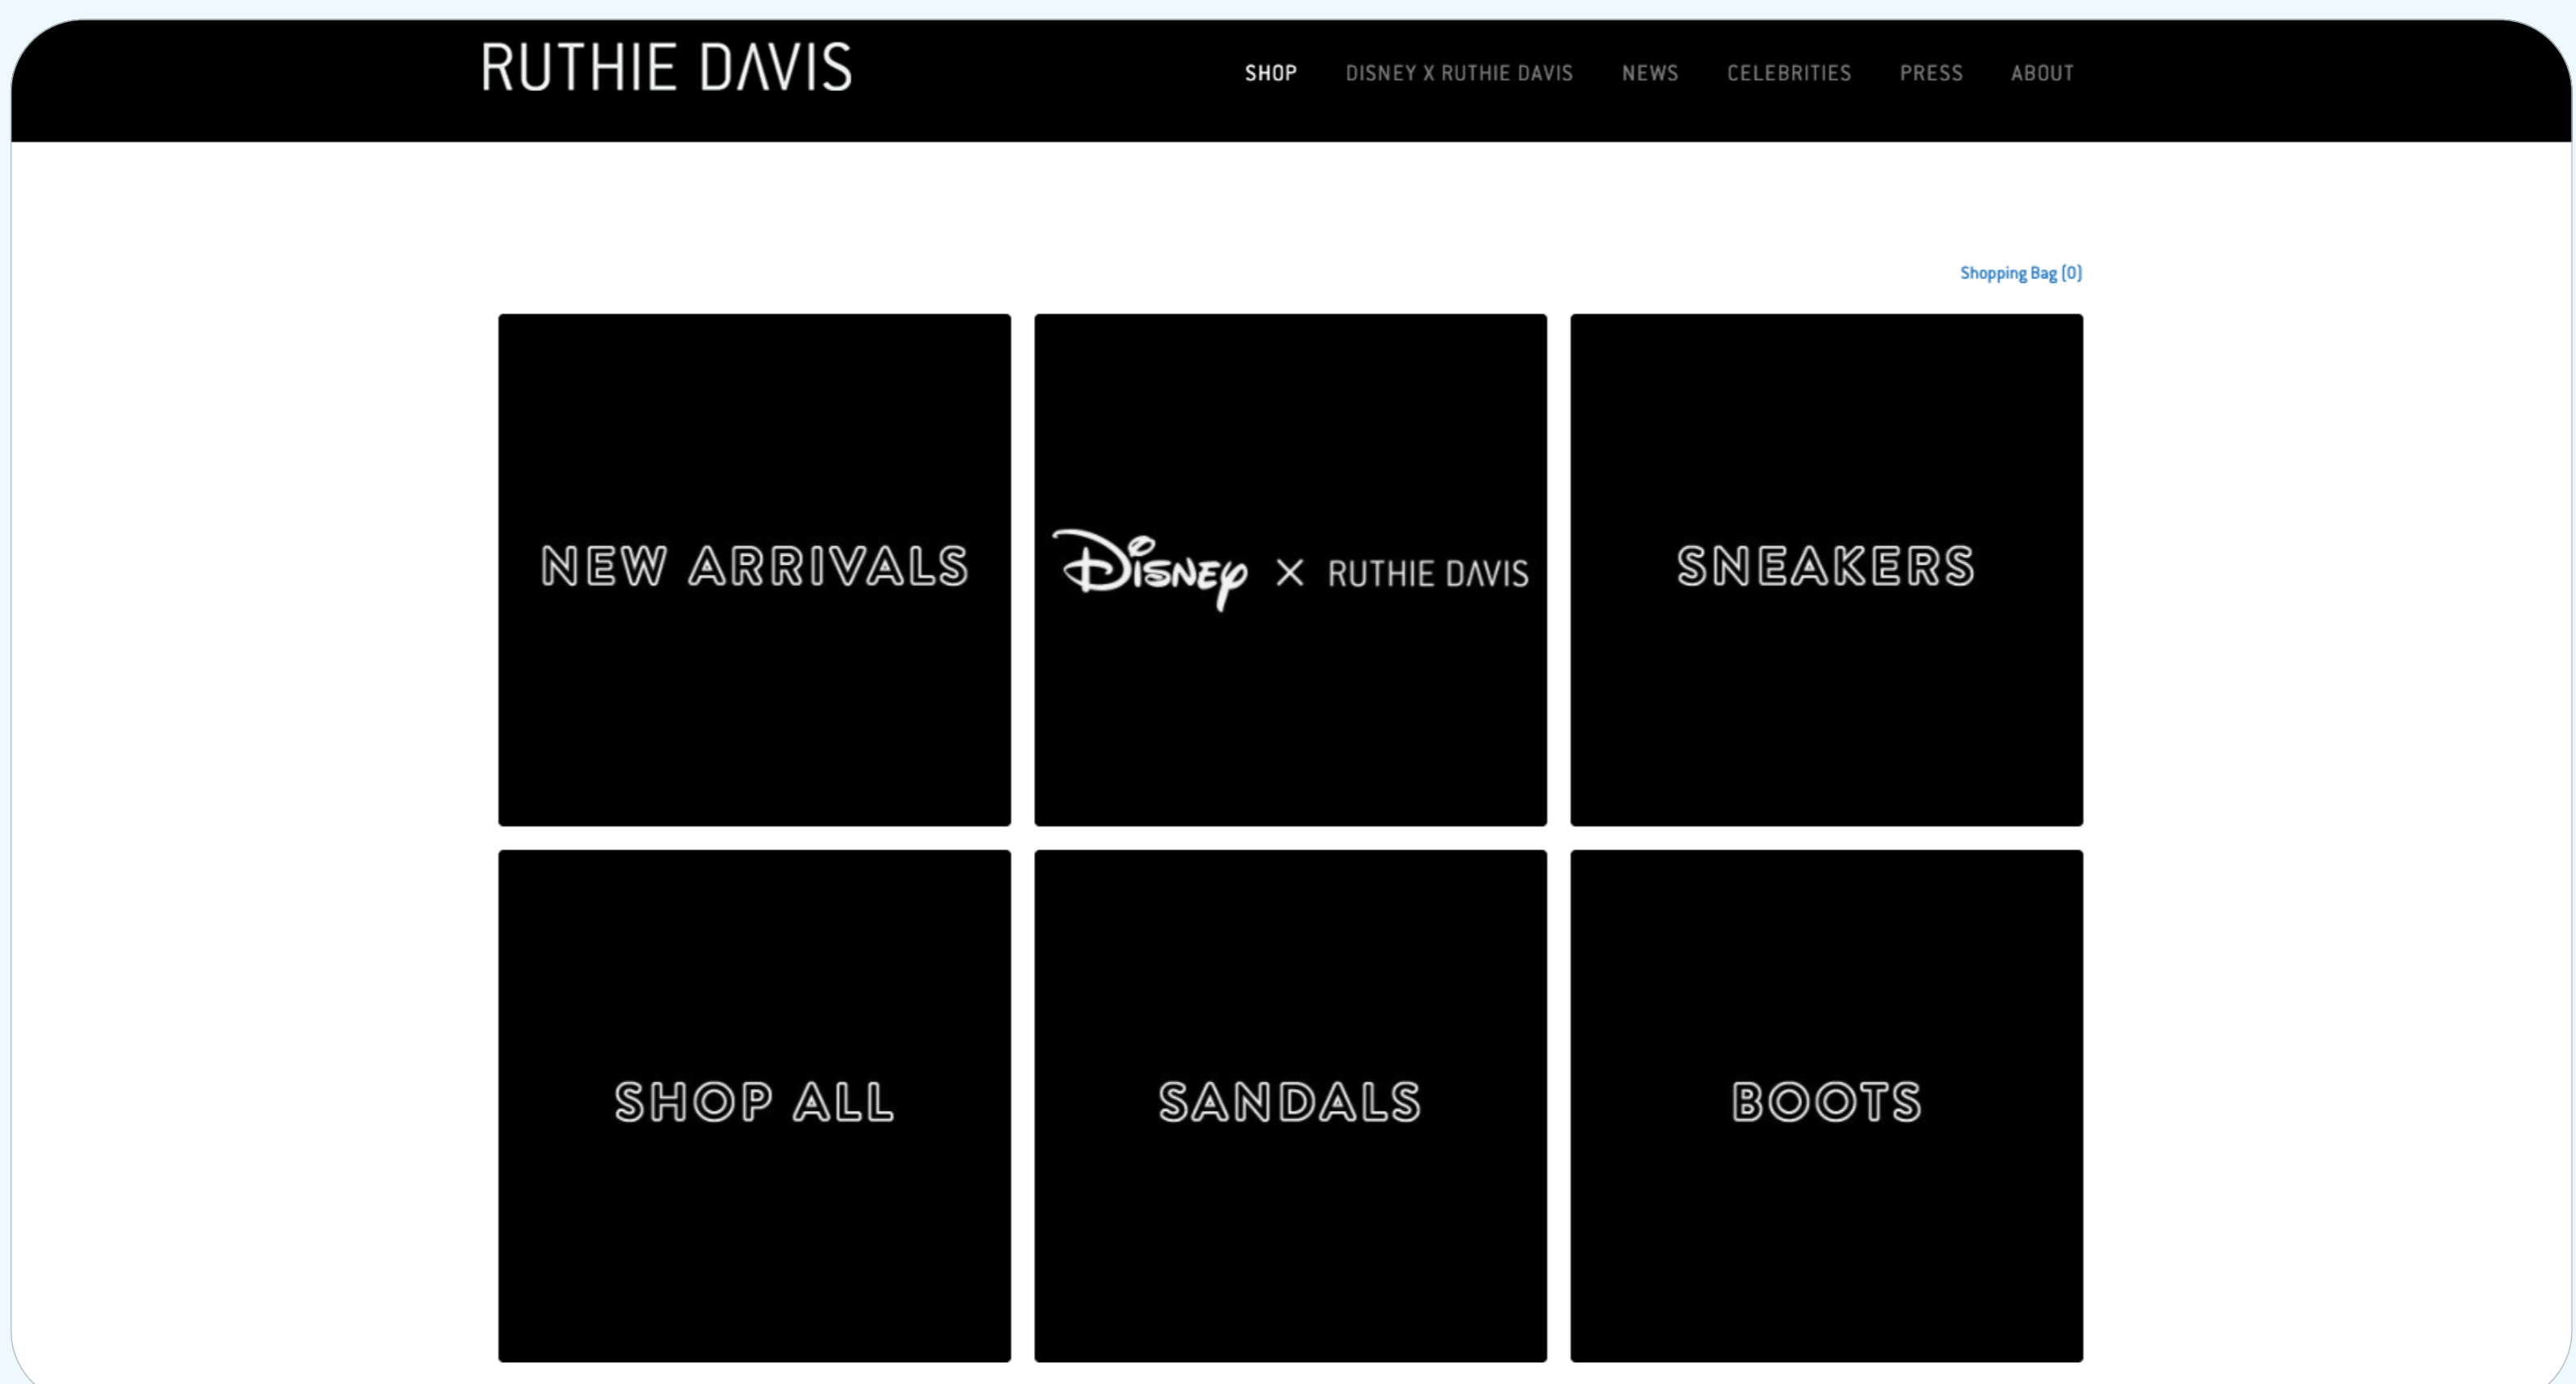 RUTHIE DAVIS
SHOP DISNEY X RUTHIE DAVIS NEWS CELEBRITIES PRESS ABOUT
Shopping Bag (0)
NEW ARRIVALS
Disney X RUTHIE DAVIS
SNEAKERS
SHOP ALL
SANDALS
BOOTS